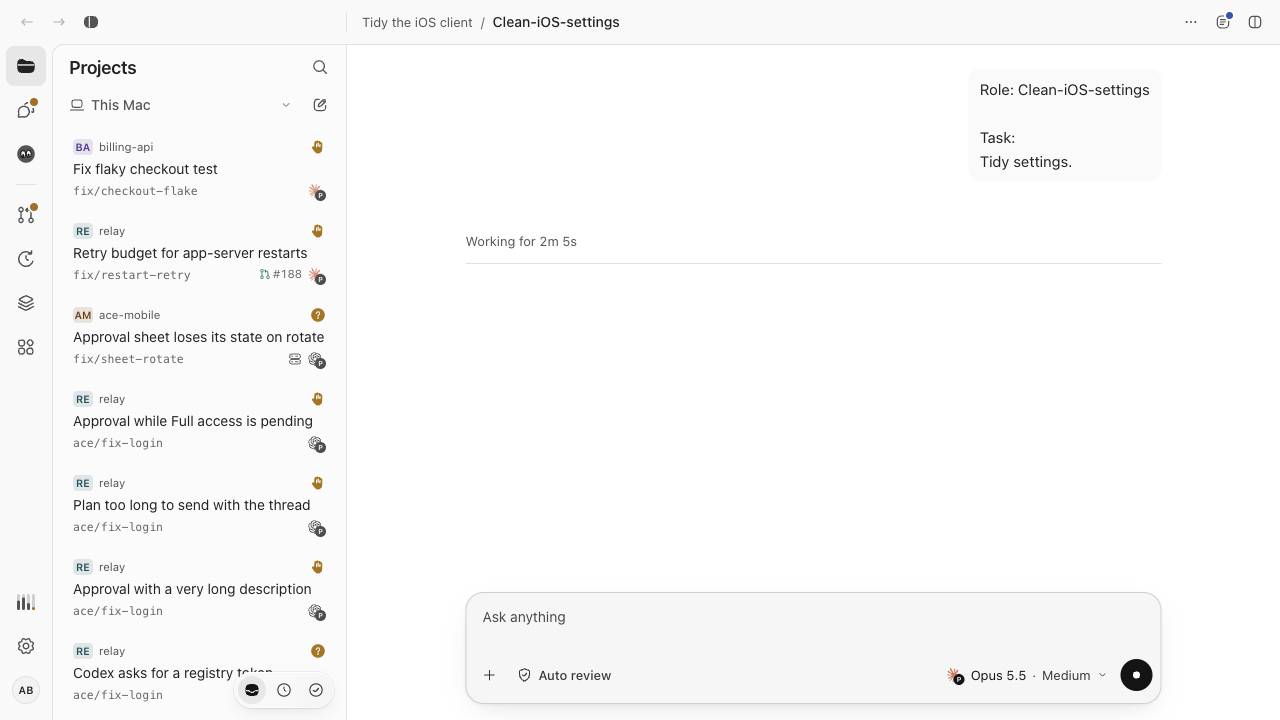 Tidy the iOS client / Clean-iOS-settings
Projects
This Mac
BA billing-api
Fix flaky checkout test
fix/checkout-flake
P
RE relay
Retry budget for app-server restarts
fix/restart-retry #188
P
AM ace-mobile ?
Approval sheet loses its state on rotate
fix/sheet-rotate
P
RE relay
Approval while Full access is pending
ace/fix-login
P
RE relay
Plan too long to send with the thread
ace/fix-login
P
RE relay
Approval with a very long description
ace/fix-login
P
RE relay ?
Codex asks for a registry token
ace/fix-login
AB
Role: Clean-iOS-settings
Task:
Tidy settings.
Working for 2m 5s
Ask anything
Auto review
P Opus 5.5 · Medium